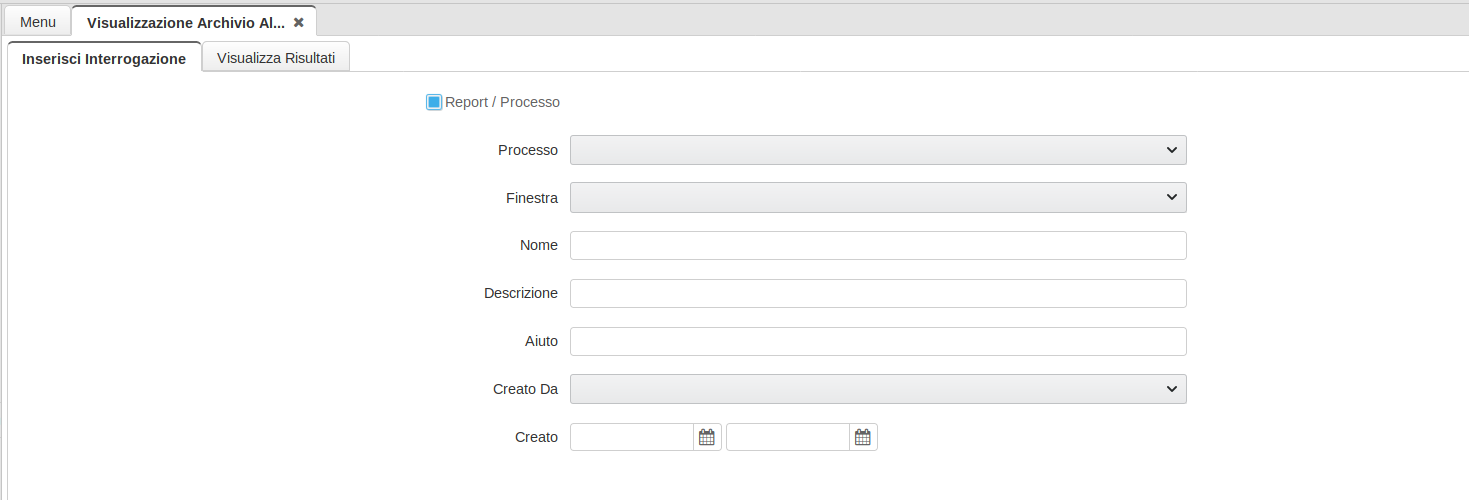 Menu
Visualizzazione Archivio Al...
Inserisci Interrogazione
Visualizza Risultati
Report / Processo
Processo
Finestra
Nome
Descrizione
Aiuto
Creato Da
Creato